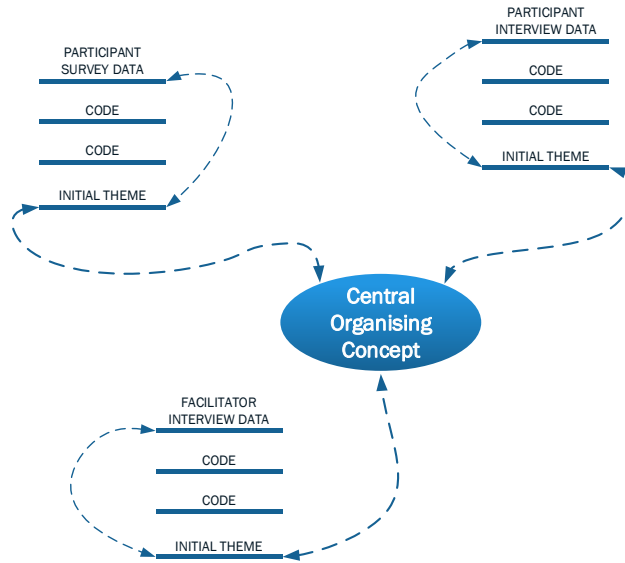 PARTICIPANT
SURVEY DATA
CODE
CODE
INITIAL THEME
PARTICIPANT
INTERVIEW DATA
CODE
CODE
INITIAL THEME
Central
Organising
Concept
FACILITATOR
INTERVIEW DATA
CODE
CODE
INITIAL THEME